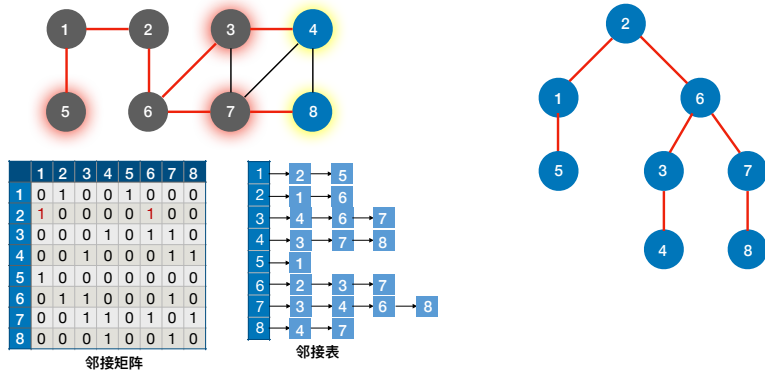 1 2 3 4
5 6 7 8
1 2 3 4 5 6 7 8
1 0 1 0 0 1 0 0 0
2 1 0 0 0 0 1 0 0
3 0 0 0 1 0 1 1 0
4 0 0 1 0 0 0 1 1
5 1 0 0 0 0 0 0 0
6 0 1 1 0 0 0 1 0
7 0 0 1 1 0 1 0 1
8 0 0 0 1 0 0 1 0
邻接矩阵
1 2 5
2 1 6
3 4 6 7
4 3 7 8
5 1
6 2 3 7
7 3 4 6 8
8 4 7
邻接表
2
1 6
5 3 7
4 8